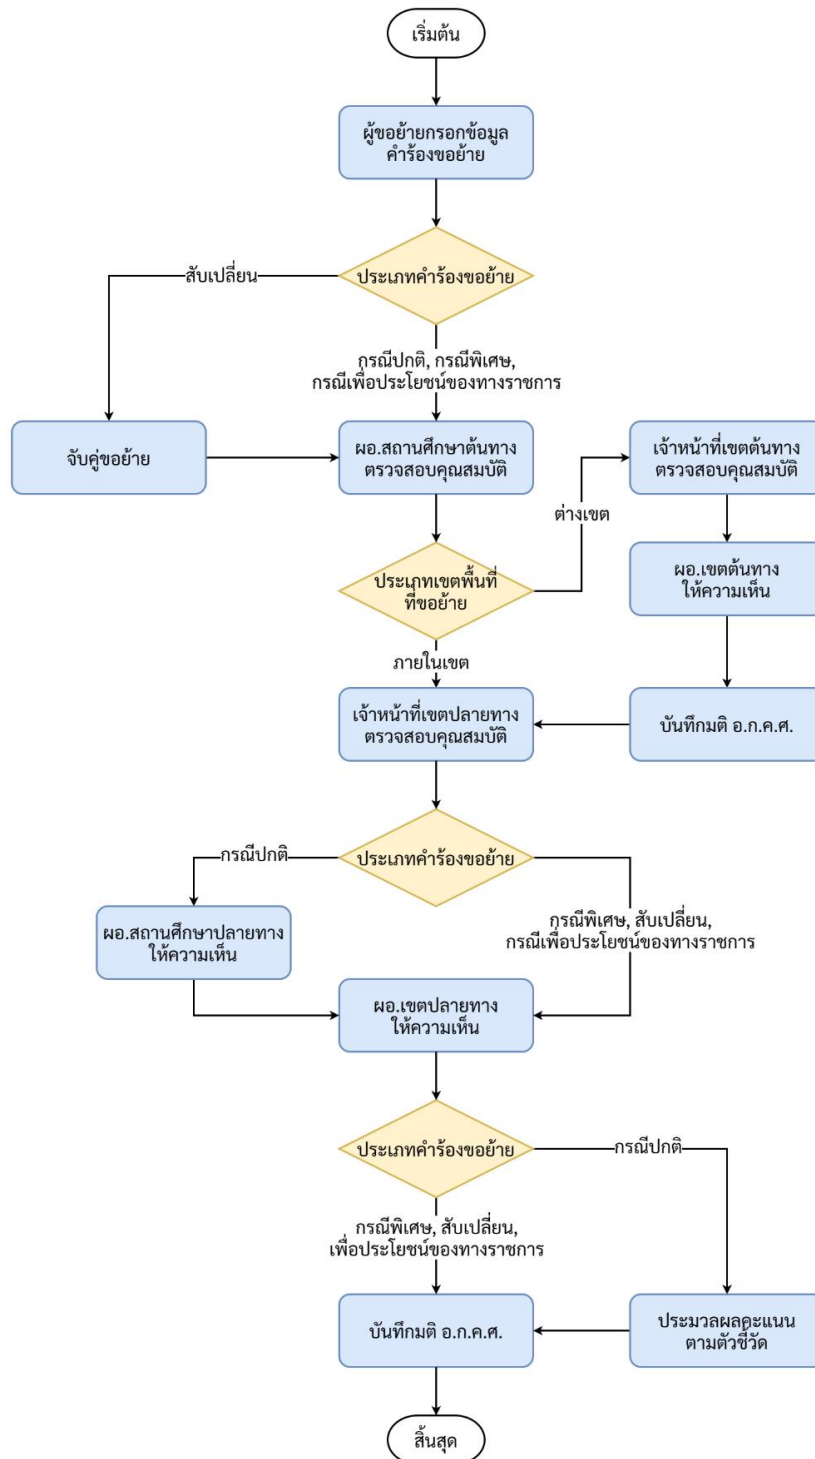 เริ่มต้น
ผู้ขอย้ายกรอกข้อมูล
คำร้องขอย้าย
ประเภทคำร้องขอย้าย
สับเปลี่ยน
กรณีปกติ, กรณีพิเศษ,
กรณีเพื่อประโยชน์ของทางราชการ
จับคู่ขอย้าย
ผอ.สถานศึกษาต้นทาง
ตรวจสอบคุณสมบัติ
เจ้าหน้าที่เขตต้นทาง
ตรวจสอบคุณสมบัติ
ต่างเขต
ประเภทเขตพื้นที่
ที่ขอย้าย
ผอ.เขตต้นทาง
ให้ความเห็น
ภายในเขต
เจ้าหน้าที่เขตปลายทาง
ตรวจสอบคุณสมบัติ
บันทึกมติ อ.ก.ค.ศ.
ประเภทคำร้องขอย้าย
กรณีปกติ
กรณีพิเศษ, สับเปลี่ยน,
กรณีเพื่อประโยชน์ของทางราชการ
ผอ.สถานศึกษาปลายทาง
ให้ความเห็น
ผอ.เขตปลายทาง
ให้ความเห็น
ประเภทคำร้องขอย้าย
กรณีปกติ
กรณีพิเศษ, สับเปลี่ยน,
เพื่อประโยชน์ของทางราชการ
บันทึกมติ อ.ก.ค.ศ.
ประมวลผลคะแนน
ตามตัวชี้วัด
สิ้นสุด